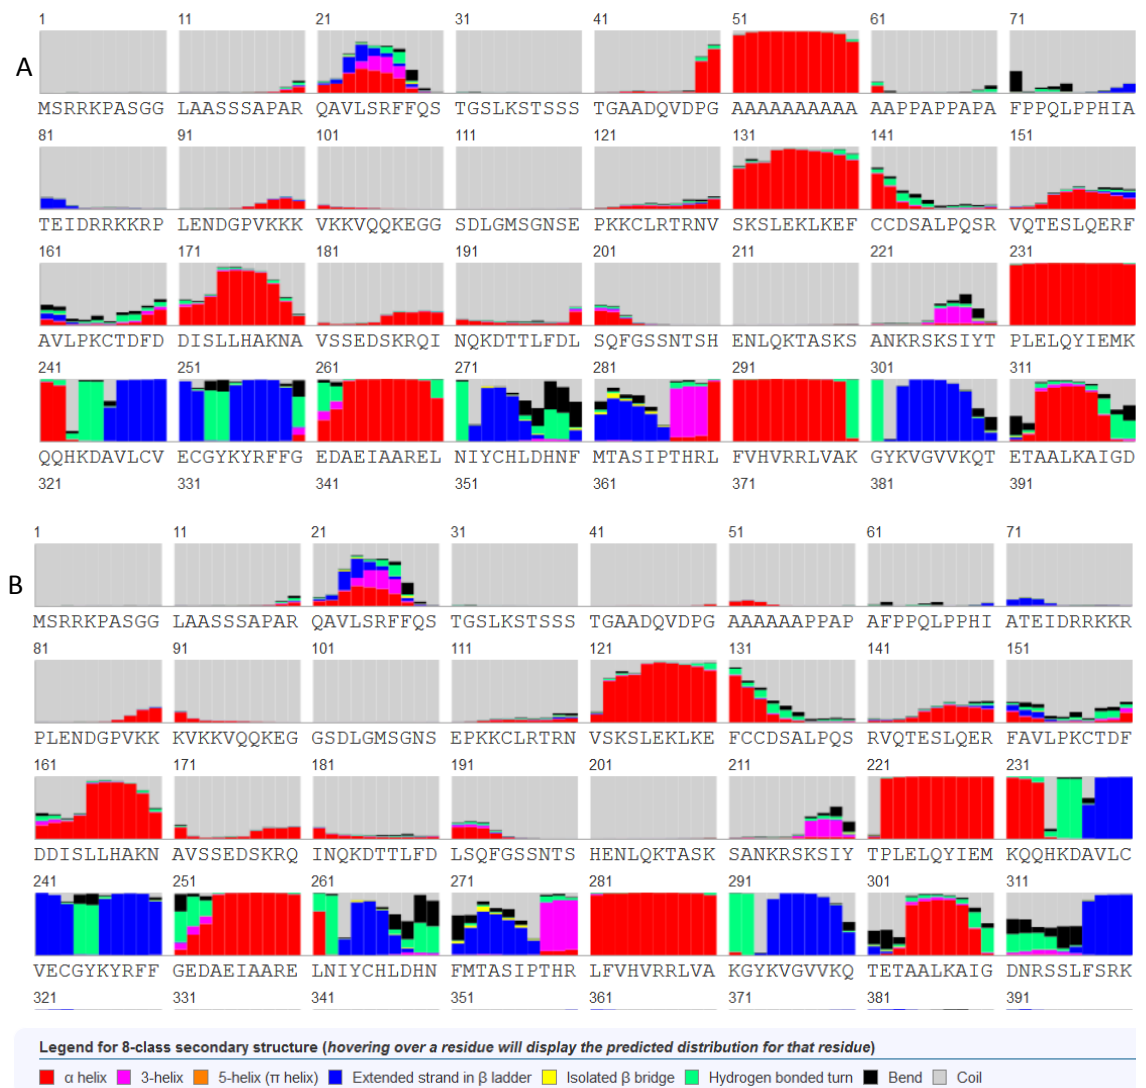 1 11 21 31 41 51 61 71
A
MSRRKPASGG LAASSSAPAR QAVLSRFFQS TGSLKSTSSS TGAADQVDPG AAAAAAAAAA AAPPAPPAPA FPPQLPPHIA
81 91 101 111 121 131 141 151
TEIDRRKKRP LENDGPVKKK VKKVQQKEGG SDLGMSGNSE PKKCLRTRNV SKSLEKLKEF CCDSALPQSR VQTESLQERF
161 171 181 191 201 211 221 231
AVLPKCTDFD DISLLHAKNA VSSEDSKRQI NQKDTTLFDL SQFGSSNTSH ENLQKTASKS ANKRSKSIYT PLELQYIEMK
241 251 261 271 281 291 301 311
QQHKDAVLCV ECGYKYRFFG EDAEIAAREL NIYCHLDHNF MTASIPTHRL FVHVRRLVAK GYKVGVVKQT ETAALKAIGD
321 331 341 351 361 371 381 391
1 11 21 31 41 51 61 71
B
MSRRKPASGG LAASSSAPAR QAVLSRFFQS TGSLKSTSSS TGAADQVDPG AAAAAAPPAP AFPPQLPPHI ATEIDRRKKR
81 91 101 111 121 131 141 151
PLENDGPVKK KVKKVQQKEG GSDLGMSGNS EPKKCLRTRN VSKSLEKLKE FCCDSALPQS RVQTESLQER FAVLPKCTDF
161 171 181 191 201 211 221 231
DDISLLHAKN AVSSEDSKRQ INQKDTTLFD LSQFGSSNTS HENLQKTASK SANKRSKSIY TPLELQYIEM KQQHKDAVLC
241 251 261 271 281 291 301 311
VECGYKYRFF GEDAEIAARE LNIYCHLDHN FMTASIPTHR LFVHVRRLVA KGYKVGVVKQ TETAALKAIG DNRSSLFSRK
321 331 341 351 361 371 381 391
Legend for 8-class secondary structure (hovering over a residue will display the predicted distribution for that residue)
α helix 3-helix 5-helix (π helix) Extended strand in β ladder Isolated β bridge Hydrogen bonded turn Bend Coil